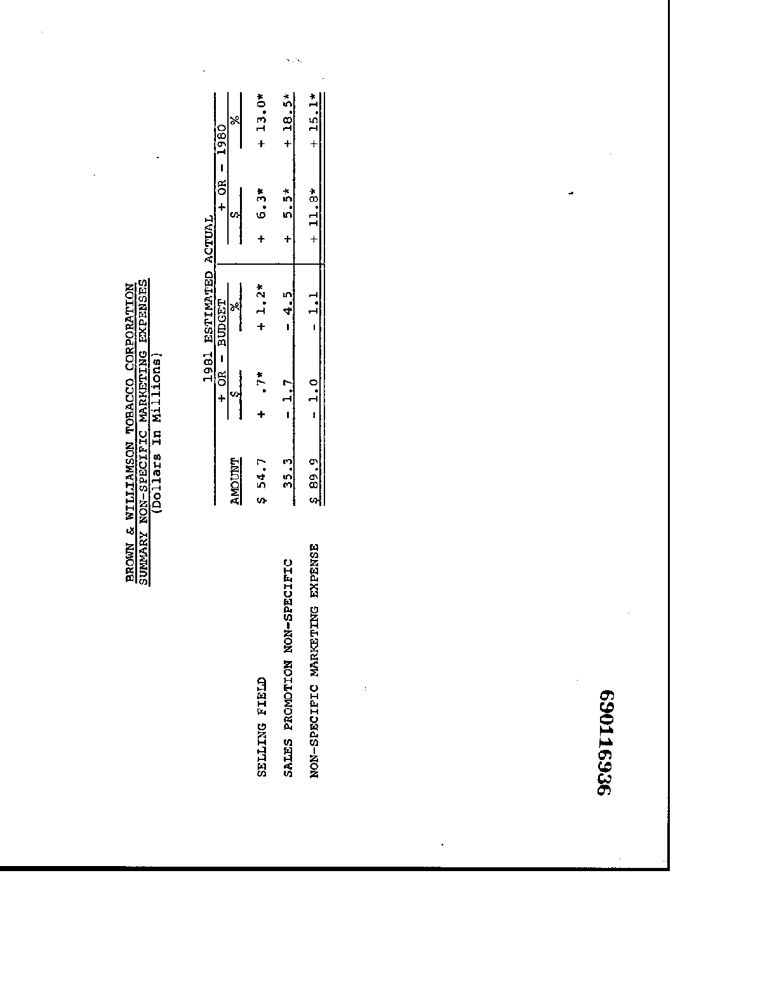 BROWN & WILLIAMSON TOBACCO CORPORATION
SUMMARY NON-SPECIFIC MARKETING EXPENSES
(Dollars In Millions)
1981 ESTIMATED ACTUAL
+ OR - BUDGET + OR - 1980
AMOUNT $ % $ %
SELLING FIELD $ 54.7 + .7* + 1.2* + 6.3* + 13.0*
SALES PROMOTION NON-SPECIFIC 35.3 - 1.7 - 4.5 + 5.5* + 18.5*
NON-SPECIFIC MARKETING EXPENSE $ 89.9 - 1.0 - 1.1 + 11.8* + 15.1*
690116936